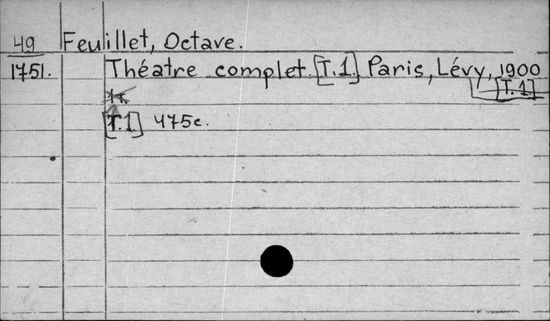 49 Feuillet, Octave.
1751. Théatre complet. [T.1] Paris, Lévy, 1900
[T.1]
[T.1] 475c.